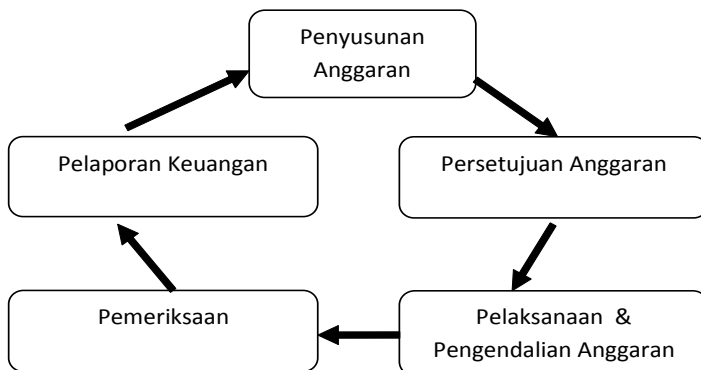 Penyusunan
Anggaran
Pelaporan Keuangan
Persetujuan Anggaran
Pemeriksaan
Pelaksanaan &
Pengendalian Anggaran